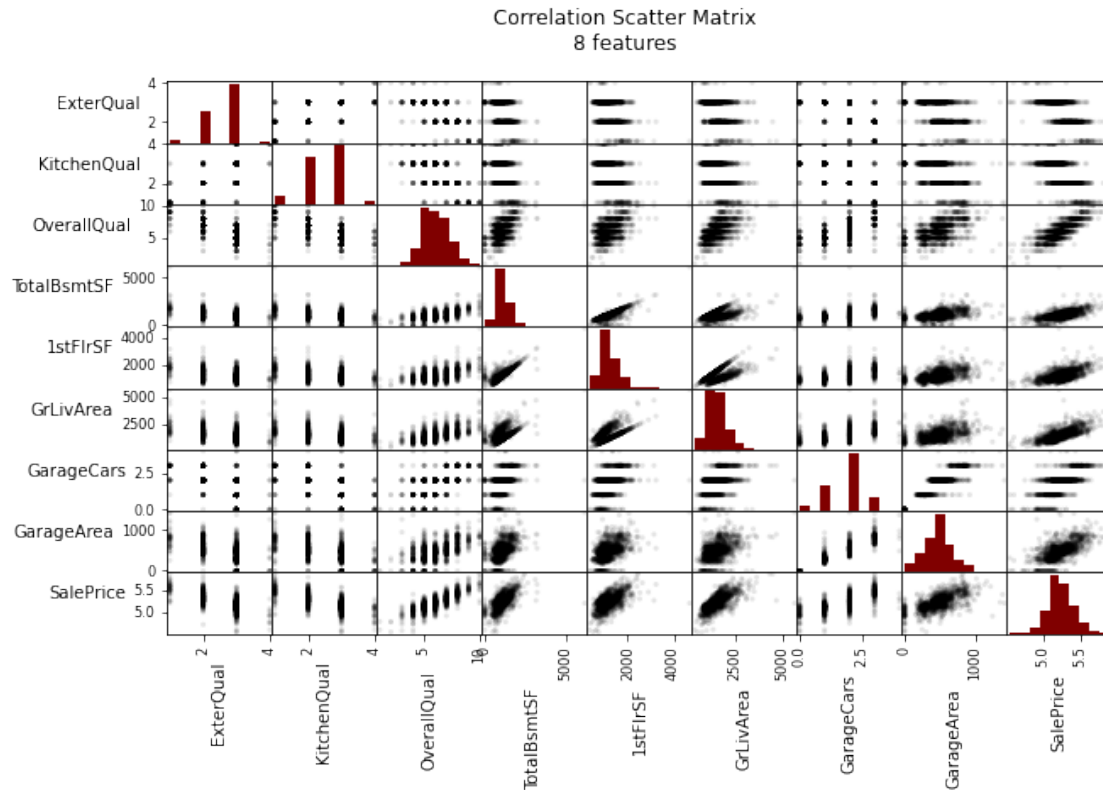 Correlation Scatter Matrix
8 features
4
ExterQual
2
4
KitchenQual
2
10
OverallQual
5
5000
TotalBsmtSF
0
4000
1stFlrSF
2000
5000
GrLivArea
2500
GarageCars
2.5
0.0
GarageArea
1000
0
SalePrice
5.5
5.0
2 4 2 4 5 10 0 5000 2000 4000 2500 5000 0.0 2.5 0 1000 5.0 5.5
ExterQual
KitchenQual
OverallQual
TotalBsmtSF
1stFlrSF
GrLivArea
GarageCars
GarageArea
SalePrice